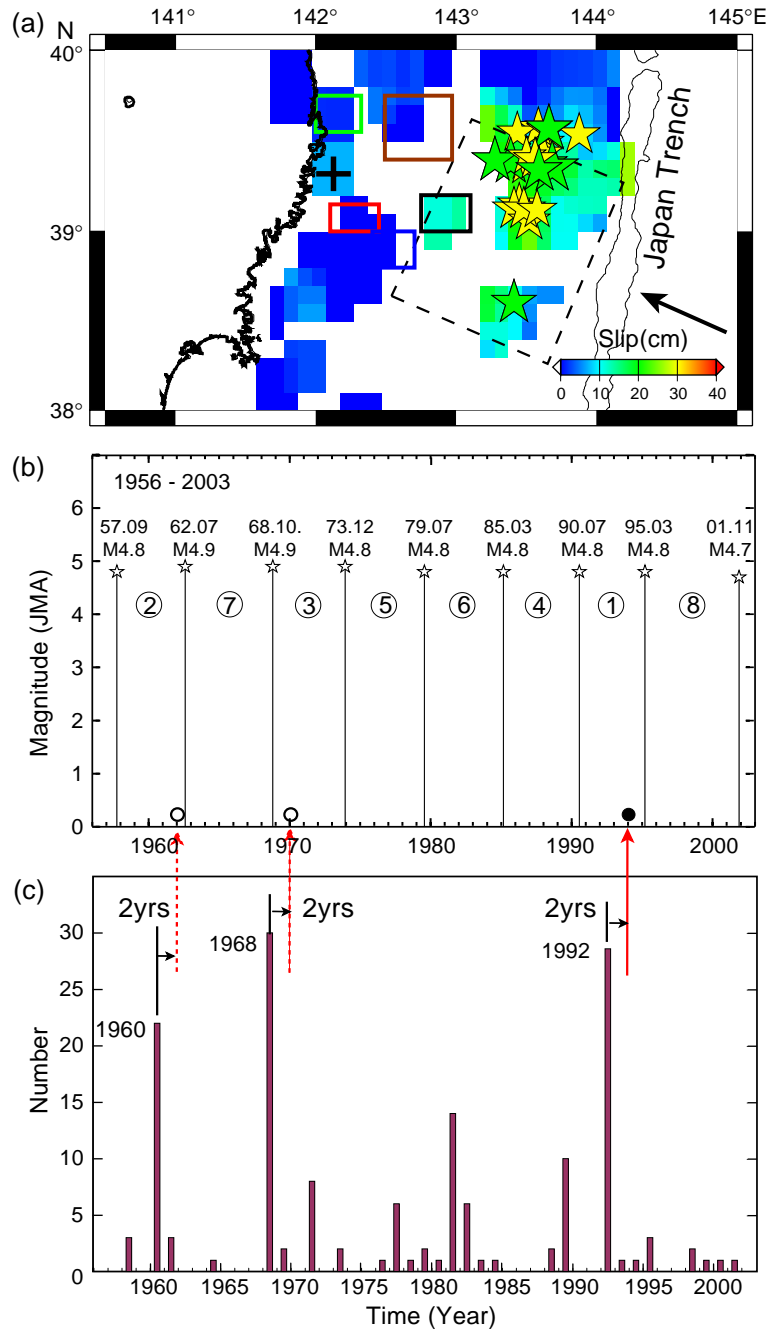 (a) N 141° 142° 143° 144° 145°E
40°
39°
38°
Japan Trench
Slip(cm)
0 10 20 30 40
(b)
1956 - 2003
57.09 62.07 68.10. 73.12 79.07 85.03 90.07 95.03 01.11
M4.8 M4.9 M4.9 M4.8 M4.8 M4.8 M4.8 M4.8 M4.7
② ⑦ ③ ⑤ ⑥ ④ ① ⑧
Magnitude (JMA)
6
5
4
3
2
1
0
1960 1970 1980 1990 2000
(c)
2yrs 2yrs 2yrs
1968 1992
1960
Number
30
25
20
15
10
5
0
1960 1965 1970 1975 1980 1985 1990 1995 2000
Time (Year)